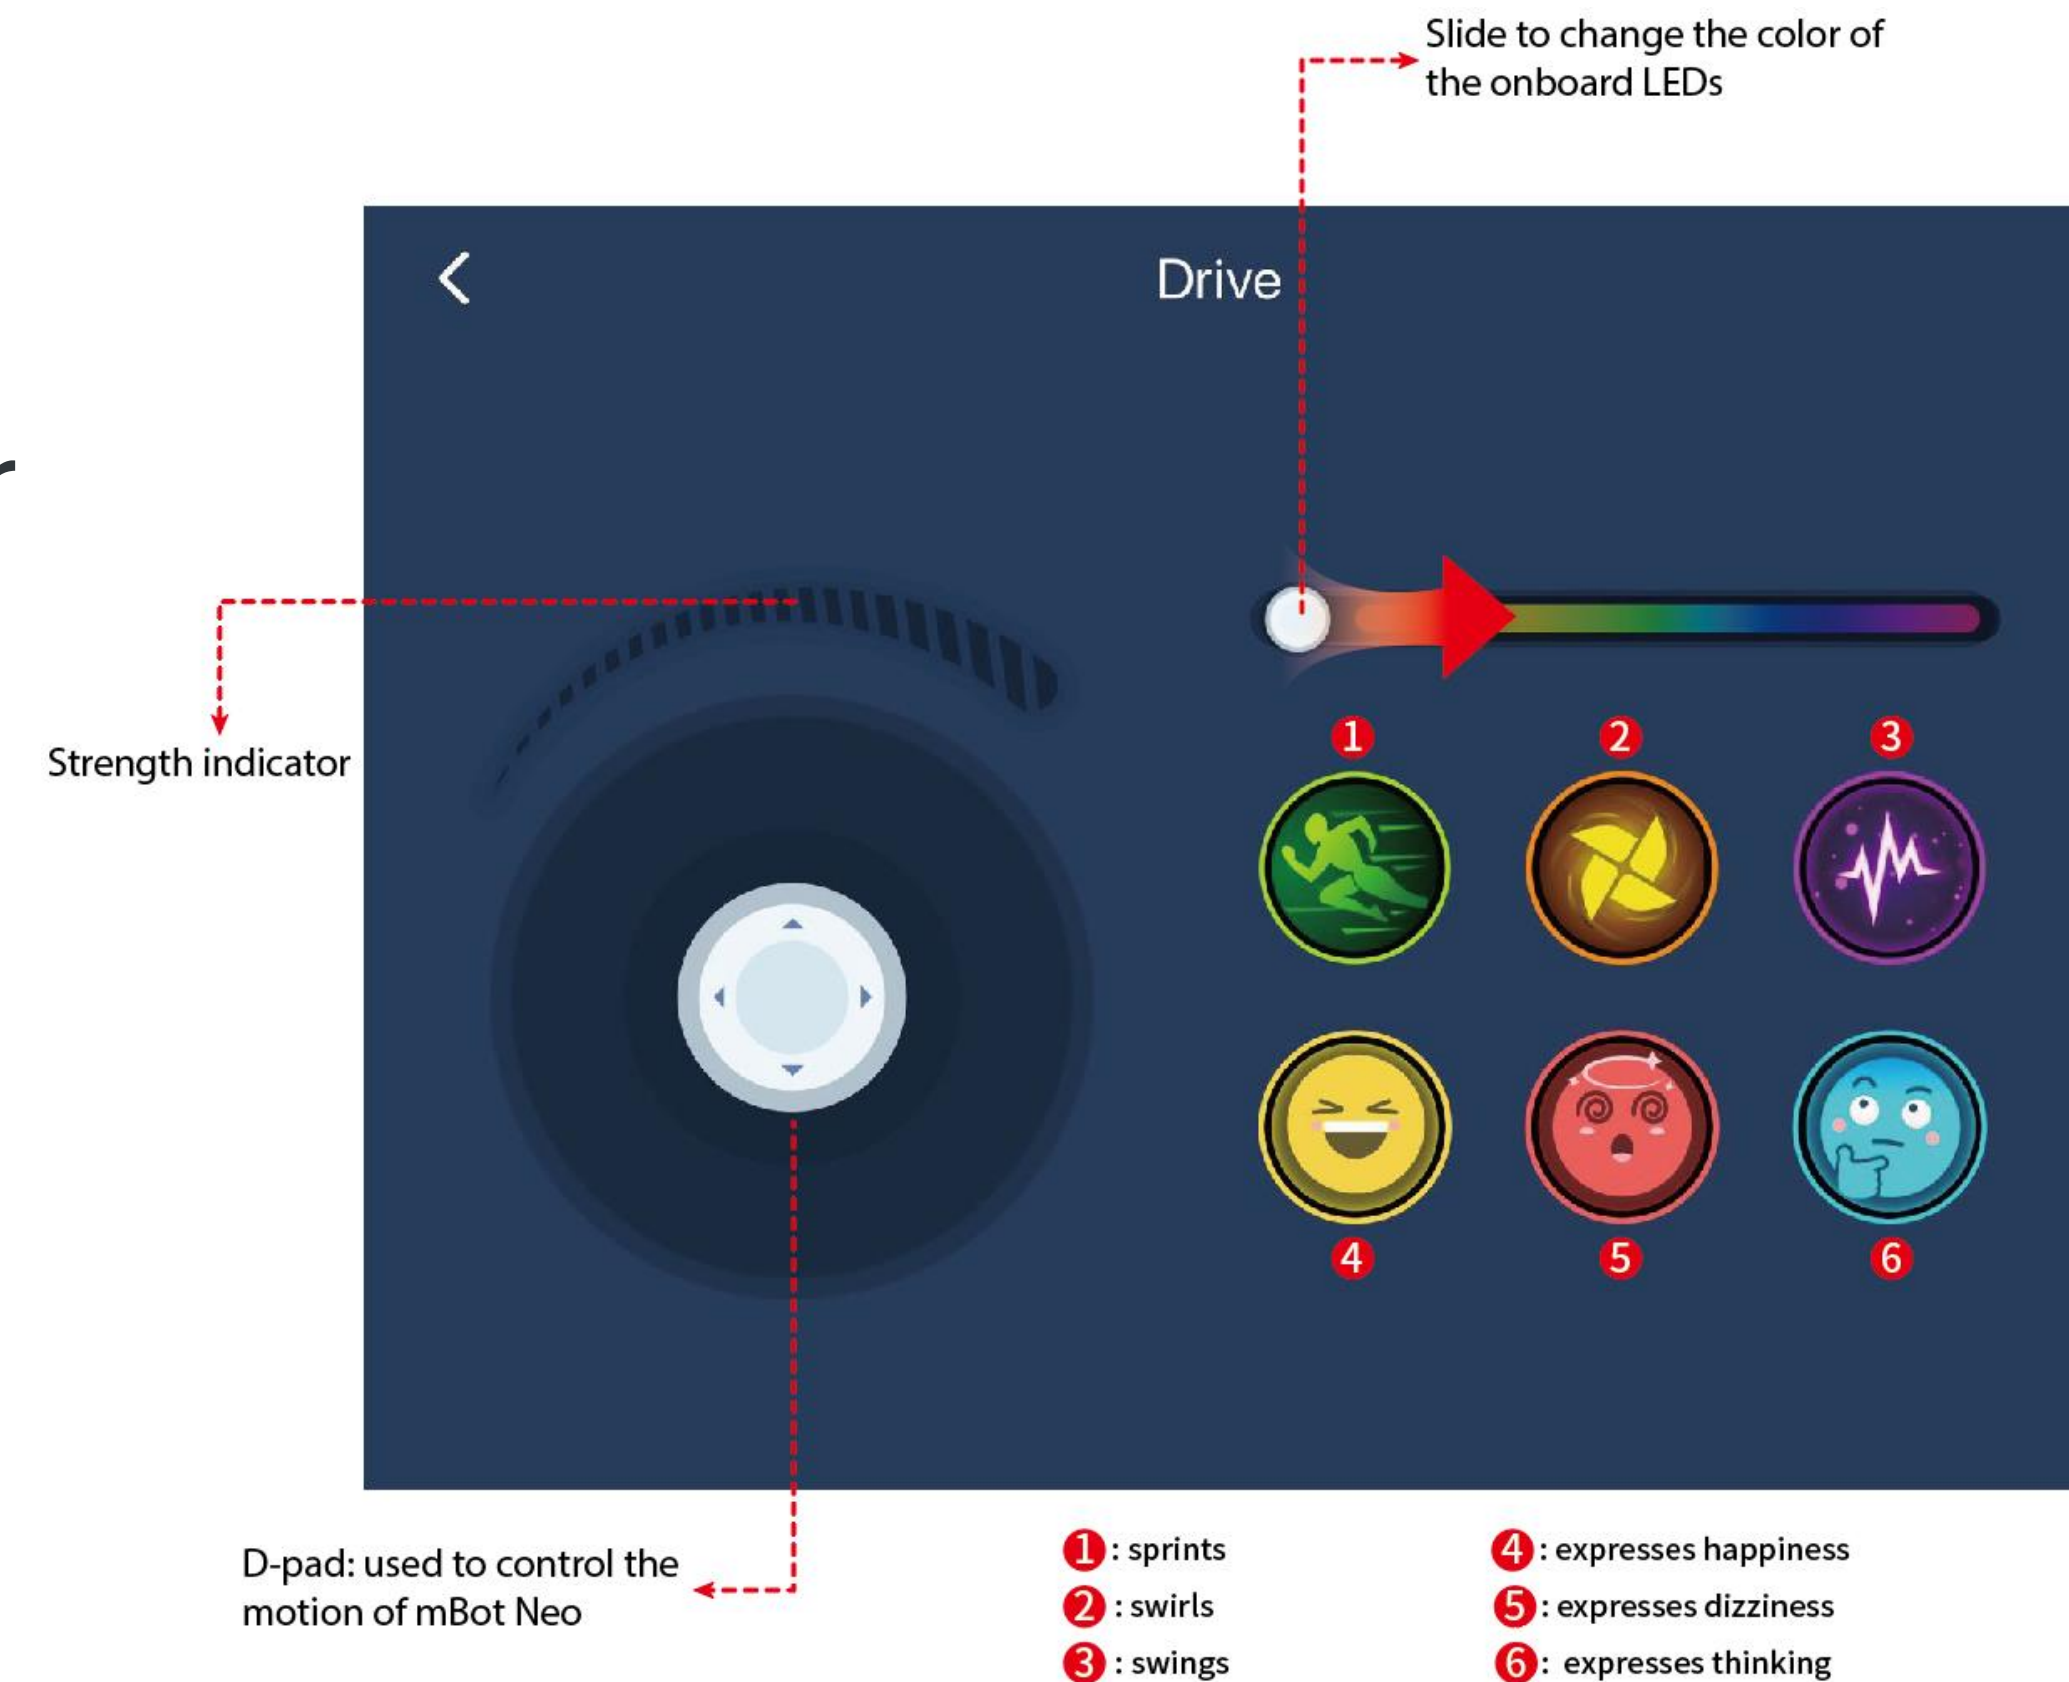 Slide to change the color of
the onboard LEDs
Drive
Strength indicator
1
2
3
4
5
6
D-pad: used to control the
motion of mBot Neo
1 : sprints
2 : swirls
3 : swings
4 : expresses happiness
5 : expresses dizziness
6 : expresses thinking